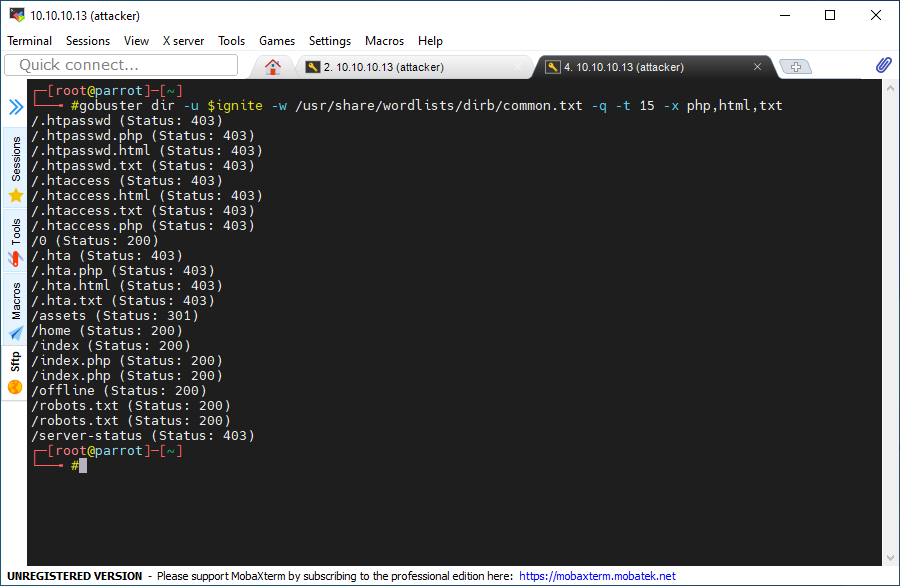 10.10.10.13 (attacker)
Terminal Sessions View X server Tools Games Settings Macros Help
Quick connect...
2. 10.10.10.13 (attacker)
4. 10.10.10.13 (attacker)
Sessions
Tools
Macros
Sftp
┌─[root@parrot]─[~]
└──╼ #gobuster dir -u $ignite -w /usr/share/wordlists/dirb/common.txt -q -t 15 -x php,html,txt
/.htpasswd (Status: 403)
/.htpasswd.php (Status: 403)
/.htpasswd.html (Status: 403)
/.htpasswd.txt (Status: 403)
/.htaccess (Status: 403)
/.htaccess.html (Status: 403)
/.htaccess.txt (Status: 403)
/.htaccess.php (Status: 403)
/0 (Status: 200)
/.hta (Status: 403)
/.hta.php (Status: 403)
/.hta.html (Status: 403)
/.hta.txt (Status: 403)
/assets (Status: 301)
/home (Status: 200)
/index (Status: 200)
/index.php (Status: 200)
/index.php (Status: 200)
/offline (Status: 200)
/robots.txt (Status: 200)
/robots.txt (Status: 200)
/server-status (Status: 403)
┌─[root@parrot]─[~]
└──╼ #
UNREGISTERED VERSION - Please support MobaXterm by subscribing to the professional edition here: https://mobaxterm.mobatek.net